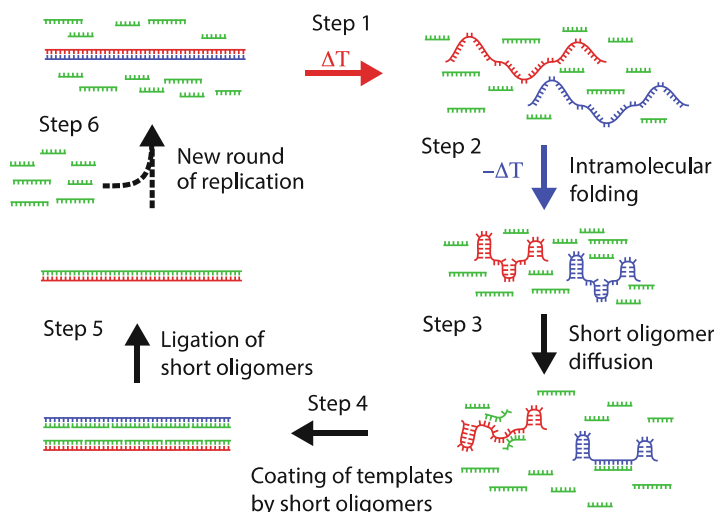 Step 1
ΔT
Step 6
New round
of replication
Step 2
−ΔT
Intramolecular
folding
Step 3
Short oligomer
diffusion
Step 5
Ligation of
short oligomers
Step 4
Coating of templates
by short oligomers